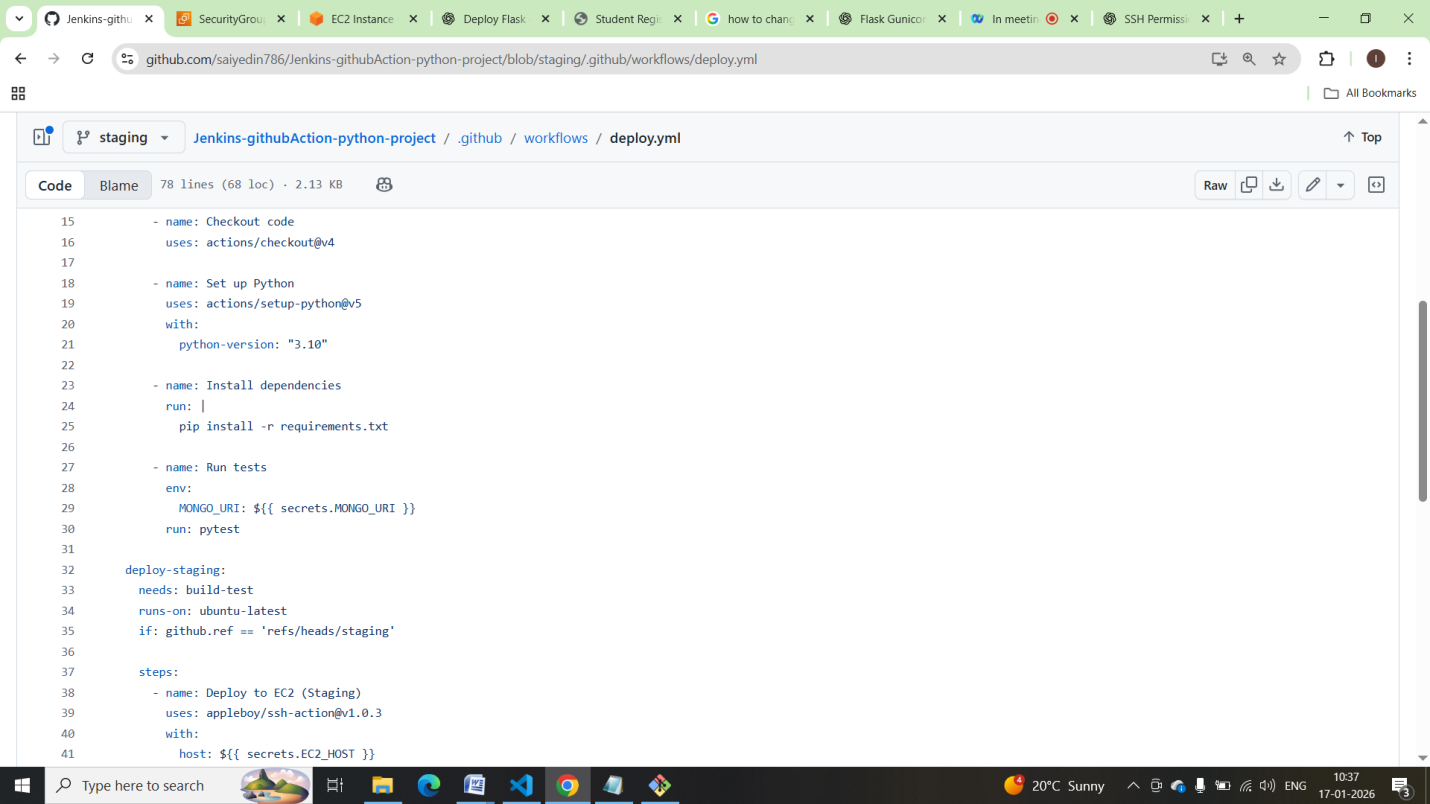 Jenkins-githu
SecurityGroup
EC2 Instance
Deploy Flask
Student Regis
how to chang
Flask Gunicor
In meetin
SSH Permissi
github.com/saiyedin786/Jenkins-githubAction-python-project/blob/staging/.github/workflows/deploy.yml
I
All Bookmarks
staging
Jenkins-githubAction-python-project / .github / workflows / deploy.yml
Top
Code
Blame
78 lines (68 loc) · 2.13 KB
Raw
15 - name: Checkout code
16 uses: actions/checkout@v4
17
18 - name: Set up Python
19 uses: actions/setup-python@v5
20 with:
21 python-version: "3.10"
22
23 - name: Install dependencies
24 run: |
25 pip install -r requirements.txt
26
27 - name: Run tests
28 env:
29 MONGO_URI: ${{ secrets.MONGO_URI }}
30 run: pytest
31
32 deploy-staging:
33 needs: build-test
34 runs-on: ubuntu-latest
35 if: github.ref == 'refs/heads/staging'
36
37 steps:
38 - name: Deploy to EC2 (Staging)
39 uses: appleboy/ssh-action@v1.0.3
40 with:
41 host: ${{ secrets.EC2_HOST }}
Type here to search
4
20°C Sunny
ENG
10:37
17-01-2026
3